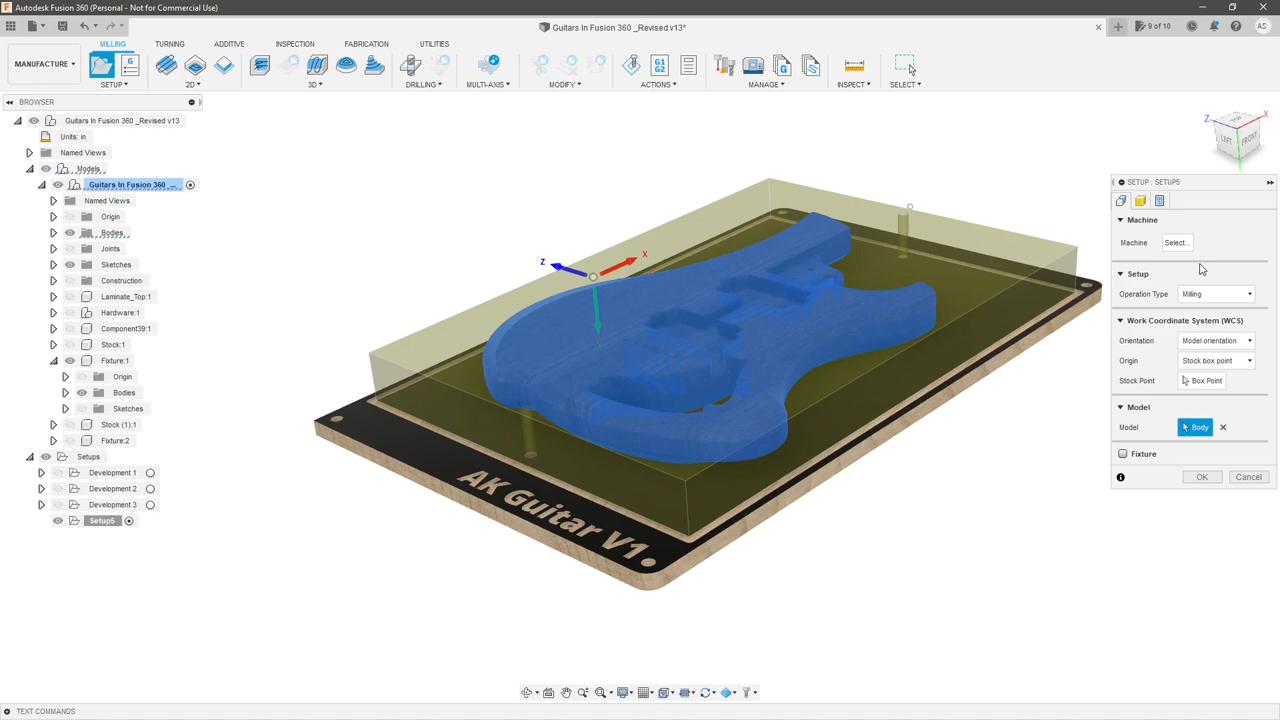 Autodesk Fusion 360 (Personal - Not for Commercial Use)
Guitars In Fusion 360 _Revised v13*
9 of 10
AS
MILLING TURNING ADDITIVE INSPECTION FABRICATION UTILITIES
MANUFACTURE
G1
G2
SETUP 2D 3D DRILLING MULTI-AXIS MODIFY ACTIONS MANAGE INSPECT SELECT
BROWSER
Guitars In Fusion 360 _Revised v13
Units: in
Named Views
Models
Guitars In Fusion 360 _...
Named Views
Origin
Bodies
Joints
Sketches
Construction
Laminate_Top:1
Hardware:1
Component39:1
Stock:1
Fixture:1
Origin
Bodies
Sketches
Stock (1):1
Fixture:2
Setups
Development 1
Development 2
Development 3
Setup5
Z
X
AK Guitar V1
Z
X
TOP
LEFT
FRONT
SETUP : SETUP5
Machine
Machine Select...
Setup
Operation Type Milling
Work Coordinate System (WCS)
Orientation Model orientation
Origin Stock box point
Stock Point Box Point
Model
Model Body
Fixture
OK Cancel
TEXT COMMANDS